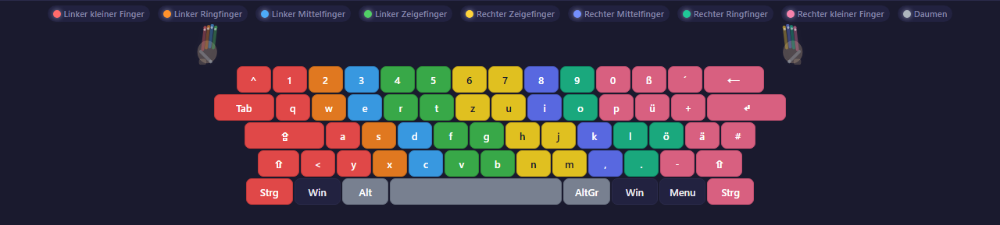 Linker kleiner Finger Linker Ringfinger Linker Mittelfinger Linker Zeigefinger Rechter Zeigefinger Rechter Mittelfinger Rechter Ringfinger Rechter kleiner Finger Daumen
^ 1 2 3 4 5 6 7 8 9 0 ß ´ ←
Tab q w e r t z u i o p ü + ↵
⇪ a s d f g h j k l ö ä #
⇧ < y x c v b n m , . - ⇧
Strg Win Alt AltGr Win Menu Strg